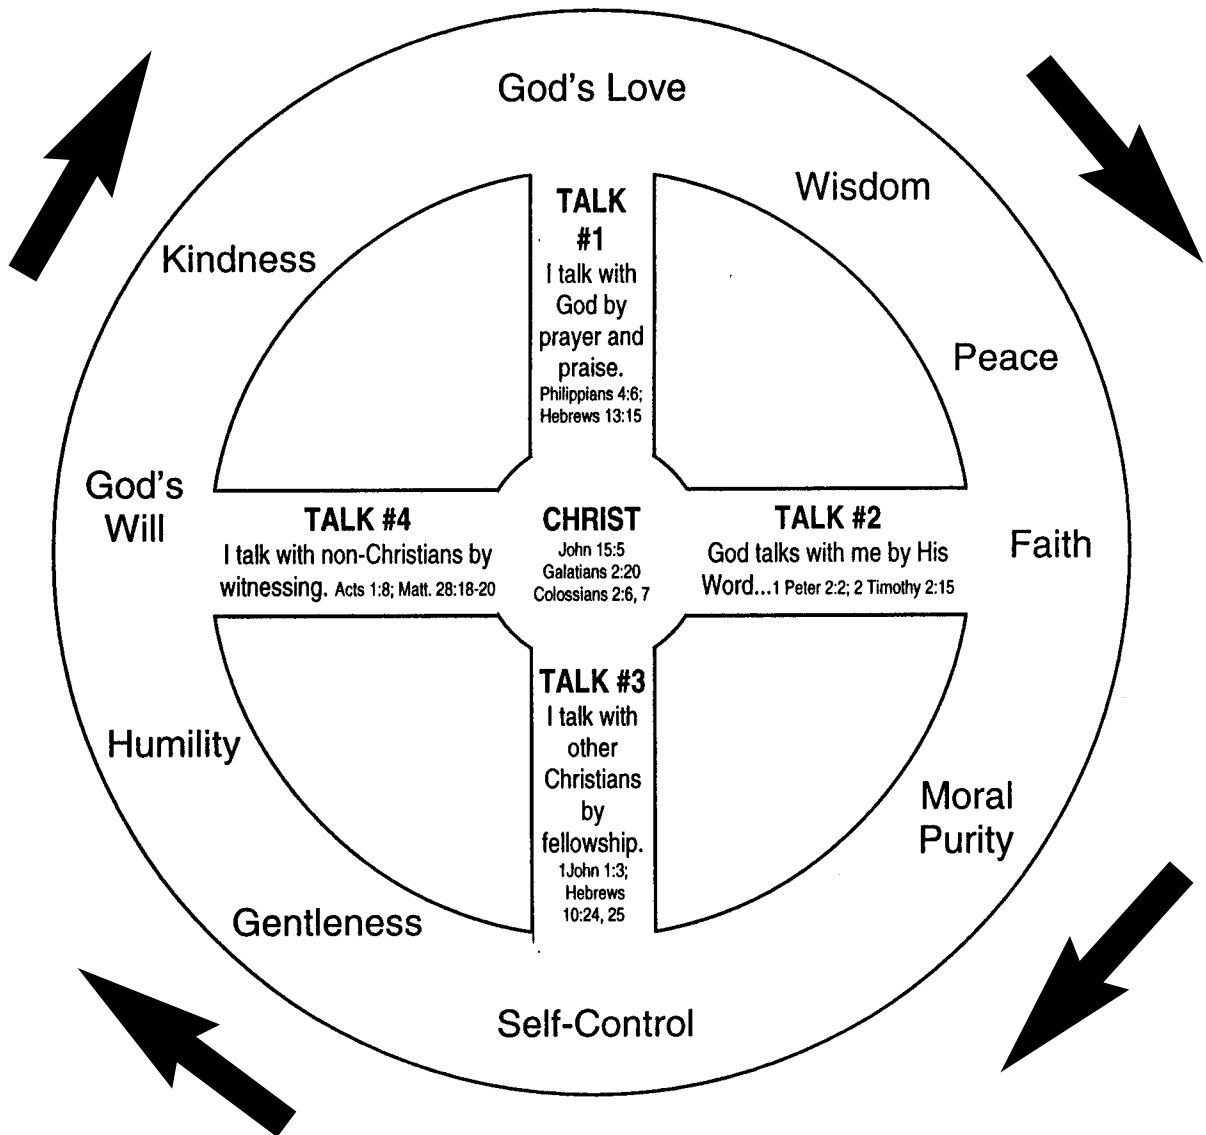 God's Love
Wisdom
Peace
Faith
Moral
Purity
Self-Control
Gentleness
Humility
God's
Will
Kindness
TALK
#1
I talk with
God by
prayer and
praise.
Philippians 4:6;
Hebrews 13:15
TALK #2
God talks with me by His
Word...1 Peter 2:2; 2 Timothy 2:15
TALK #3
I talk with
other
Christians
by
fellowship.
1John 1:3;
Hebrews
10:24, 25
TALK #4
I talk with non-Christians by
witnessing. Acts 1:8; Matt. 28:18-20
CHRIST
John 15:5
Galatians 2:20
Colossians 2:6, 7